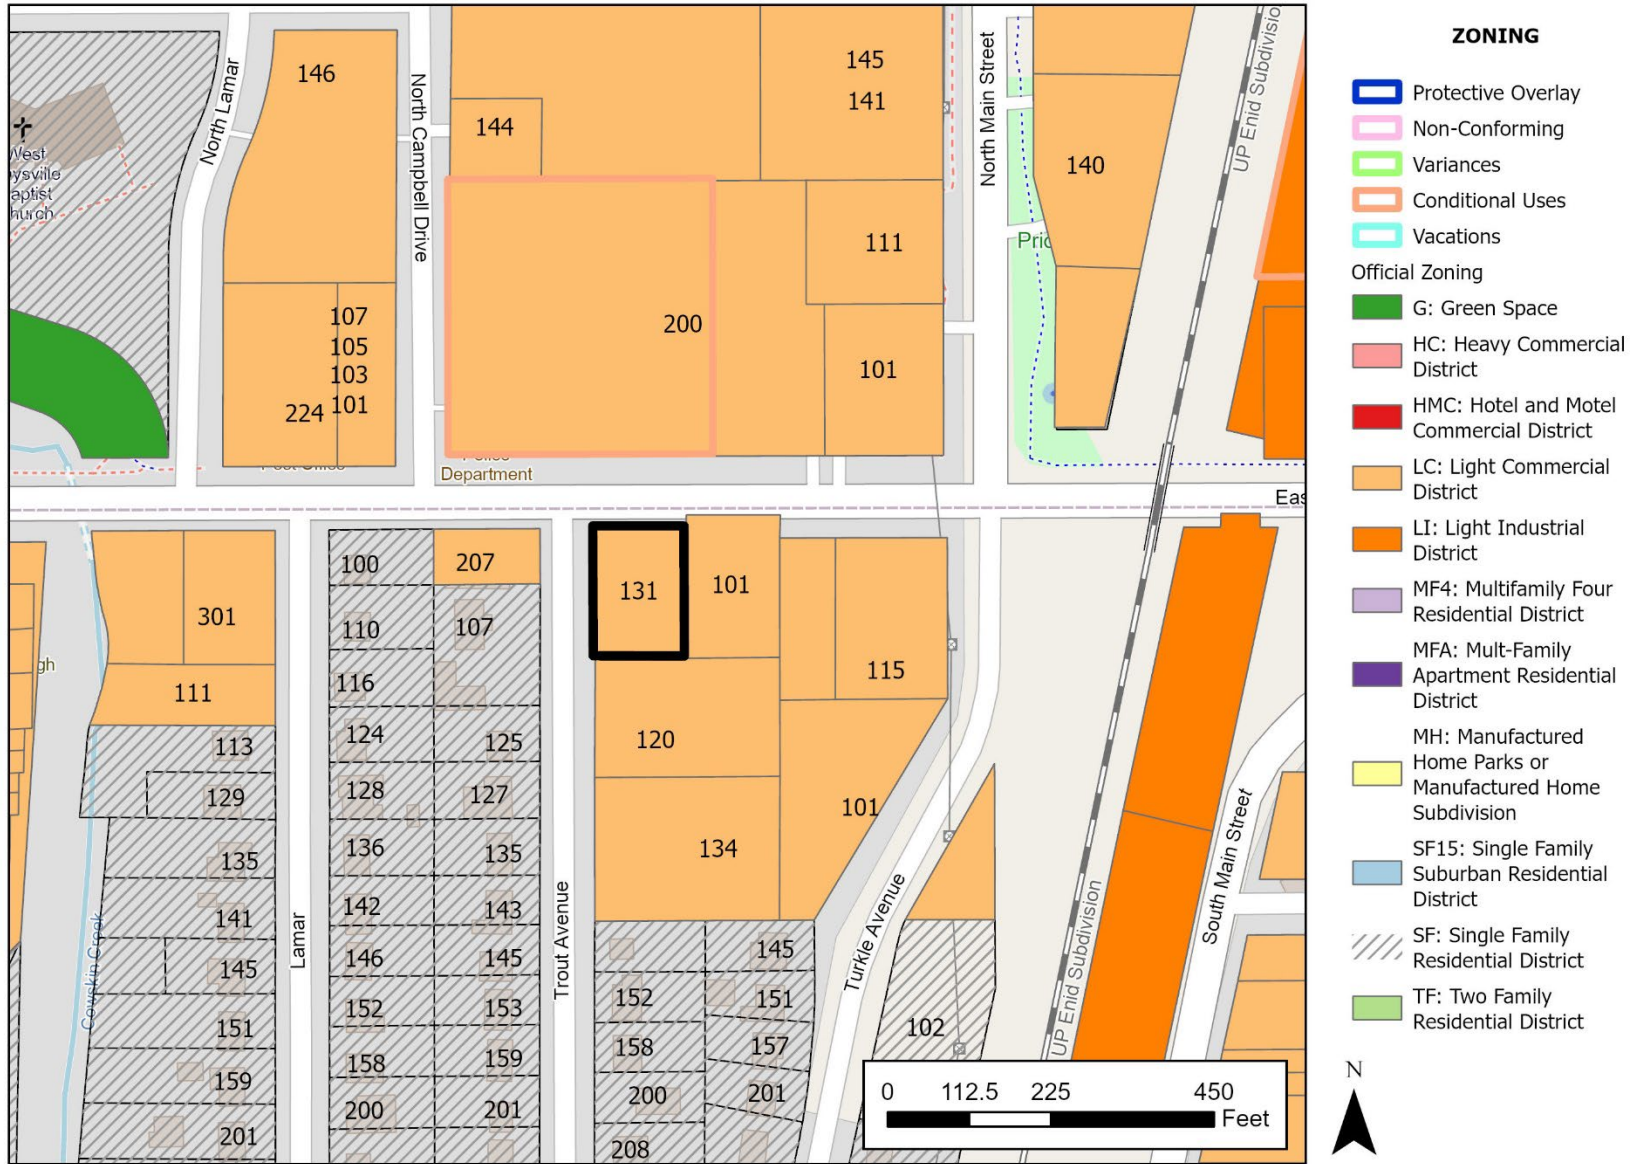 146
North Lamar
North Campbell Drive
144
145
141
North Main Street
140
UP Enid Subdivisio
West
ysville
aptist
hurch
111
200
107
105
103
101
224
101
Department
Eas
100
207
131
101
301
110
107
gh
116
111
115
124
125
120
113
128
127
129
101
136
135
134
135
142
143
141
146
145
145
145
152
153
152
151
102
151
158
159
158
157
159
200
201
200
201
201
208
Cowskin Creek
Lamar
Trout Avenue
Turkle Avenue
UP Enid Subdivision
South Main Street
0 112.5 225 450
Feet
N
ZONING
Protective Overlay
Non-Conforming
Variances
Conditional Uses
Vacations
Official Zoning
G: Green Space
HC: Heavy Commercial
District
HMC: Hotel and Motel
Commercial District
LC: Light Commercial
District
LI: Light Industrial
District
MF4: Multifamily Four
Residential District
MFA: Mult-Family
Apartment Residential
District
MH: Manufactured
Home Parks or
Manufactured Home
Subdivision
SF15: Single Family
Suburban Residential
District
SF: Single Family
Residential District
TF: Two Family
Residential District